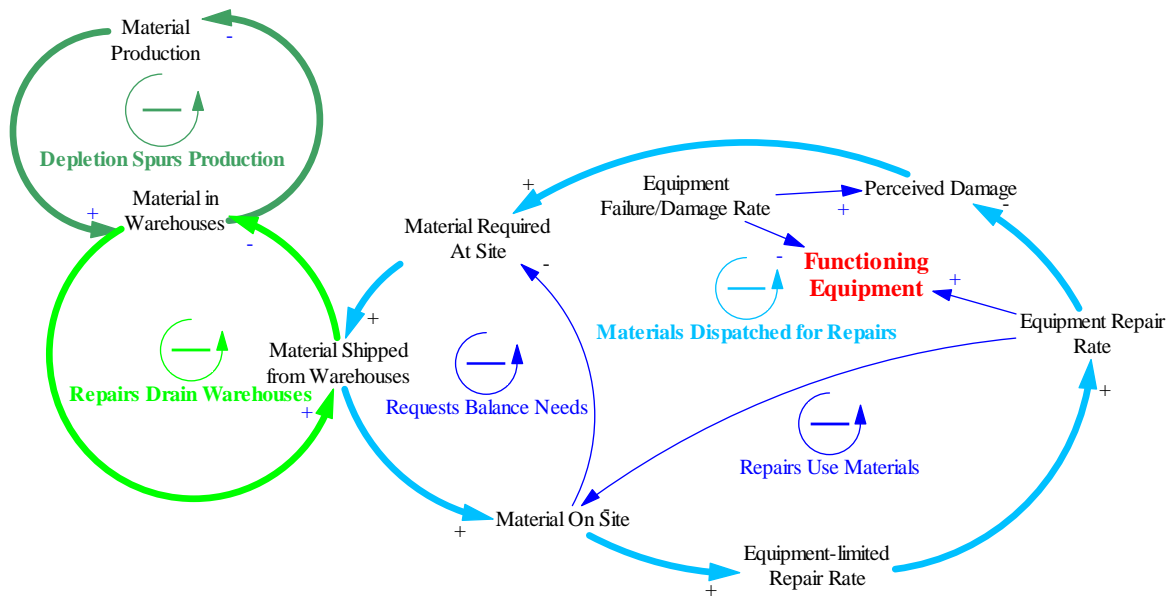 Material
Production
-
Depletion Spurs Production
+
Material in
Warehouses
-
Repairs Drain Warehouses
+
Material Shipped
from Warehouses
+
Material Required
At Site
+
-
Requests Balance Needs
Equipment
Failure/Damage Rate
+
-
Perceived Damage
-
Functioning
Equipment
+
Materials Dispatched for Repairs
Equipment Repair
Rate
+
Repairs Use Materials
Material On Site
-
+
Equipment-limited
Repair Rate
+